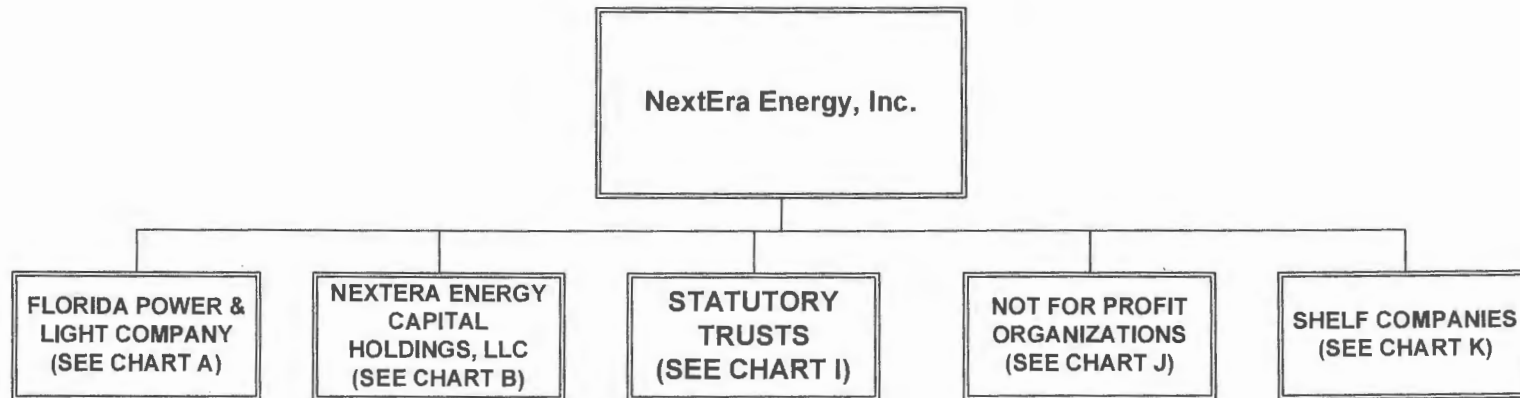 NextEra Energy, Inc.
FLORIDA POWER &
LIGHT COMPANY
(SEE CHART A)
NEXTERA ENERGY
CAPITAL
HOLDINGS, LLC
(SEE CHART B)
STATUTORY
TRUSTS
(SEE CHART I)
NOT FOR PROFIT
ORGANIZATIONS
(SEE CHART J)
SHELF COMPANIES
(SEE CHART K)